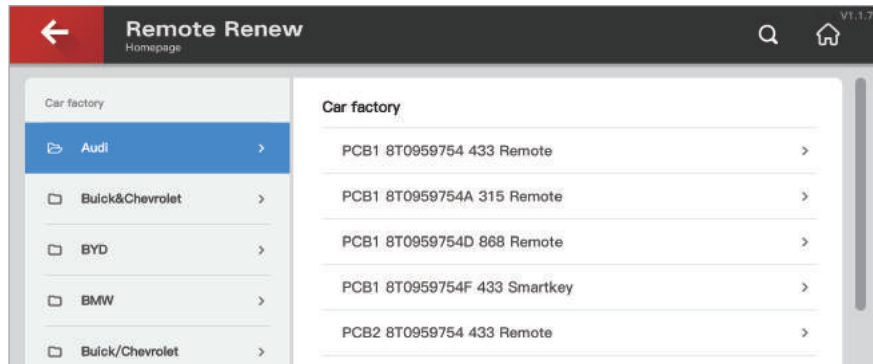 Remote Renew
V1.1.7
Homepage
Car factory
Audi
Buick&Chevrolet
BYD
BMW
Buick/Chevrolet
Car factory
PCB1 8T0959754 433 Remote
PCB1 8T0959754A 315 Remote
PCB1 8T0959754D 868 Remote
PCB1 8T0959754F 433 Smartkey
PCB2 8T0959754 433 Remote